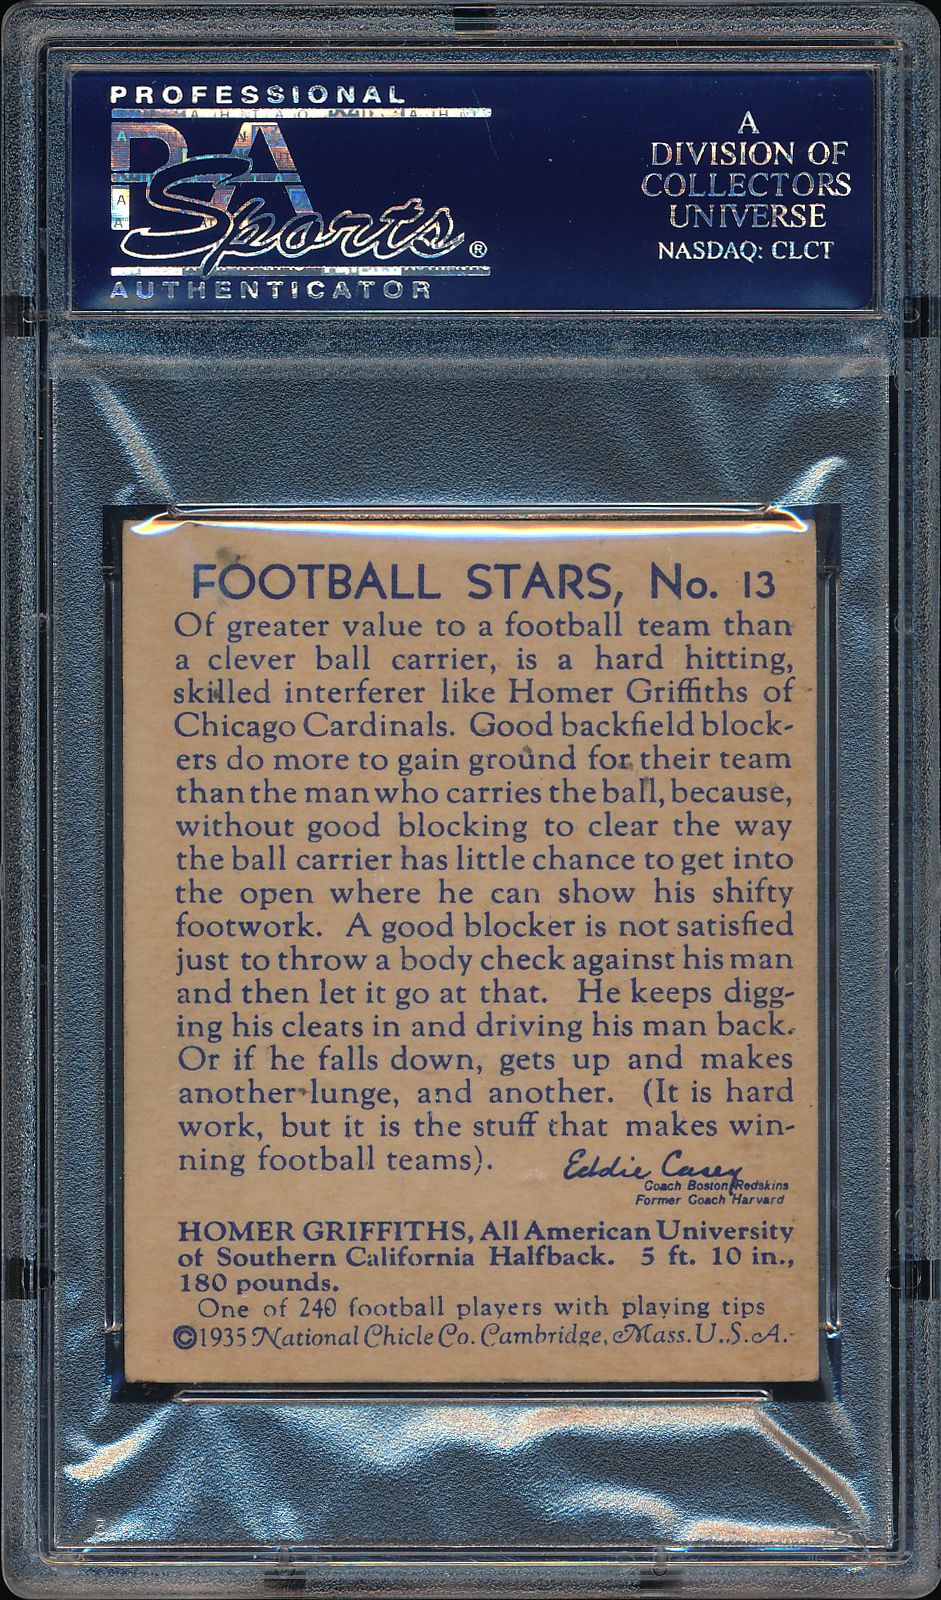 PROFESSIONAL
PSA
Sports®
AUTHENTICATOR
A
DIVISION OF
COLLECTORS
UNIVERSE
NASDAQ: CLCT
FOOTBALL STARS, No. 13
Of greater value to a football team than
a clever ball carrier, is a hard hitting,
skilled interferer like Homer Griffiths of
Chicago Cardinals. Good backfield block-
ers do more to gain ground for their team
than the man who carries the ball, because,
without good blocking to clear the way
the ball carrier has little chance to get into
the open where he can show his shifty
footwork. A good blocker is not satisfied
just to throw a body check against his man
and then let it go at that. He keeps digg-
ing his cleats in and driving his man back.
Or if he falls down, gets up and makes
another lunge, and another. (It is hard
work, but it is the stuff that makes win-
ning football teams).
Eddie Casey
Coach Boston Redskins
Former Coach Harvard
HOMER GRIFFITHS, All American University
of Southern California Halfback. 5 ft. 10 in.,
180 pounds.
One of 240 football players with playing tips
©1935 National Chicle Co. Cambridge, Mass. U.S.A.